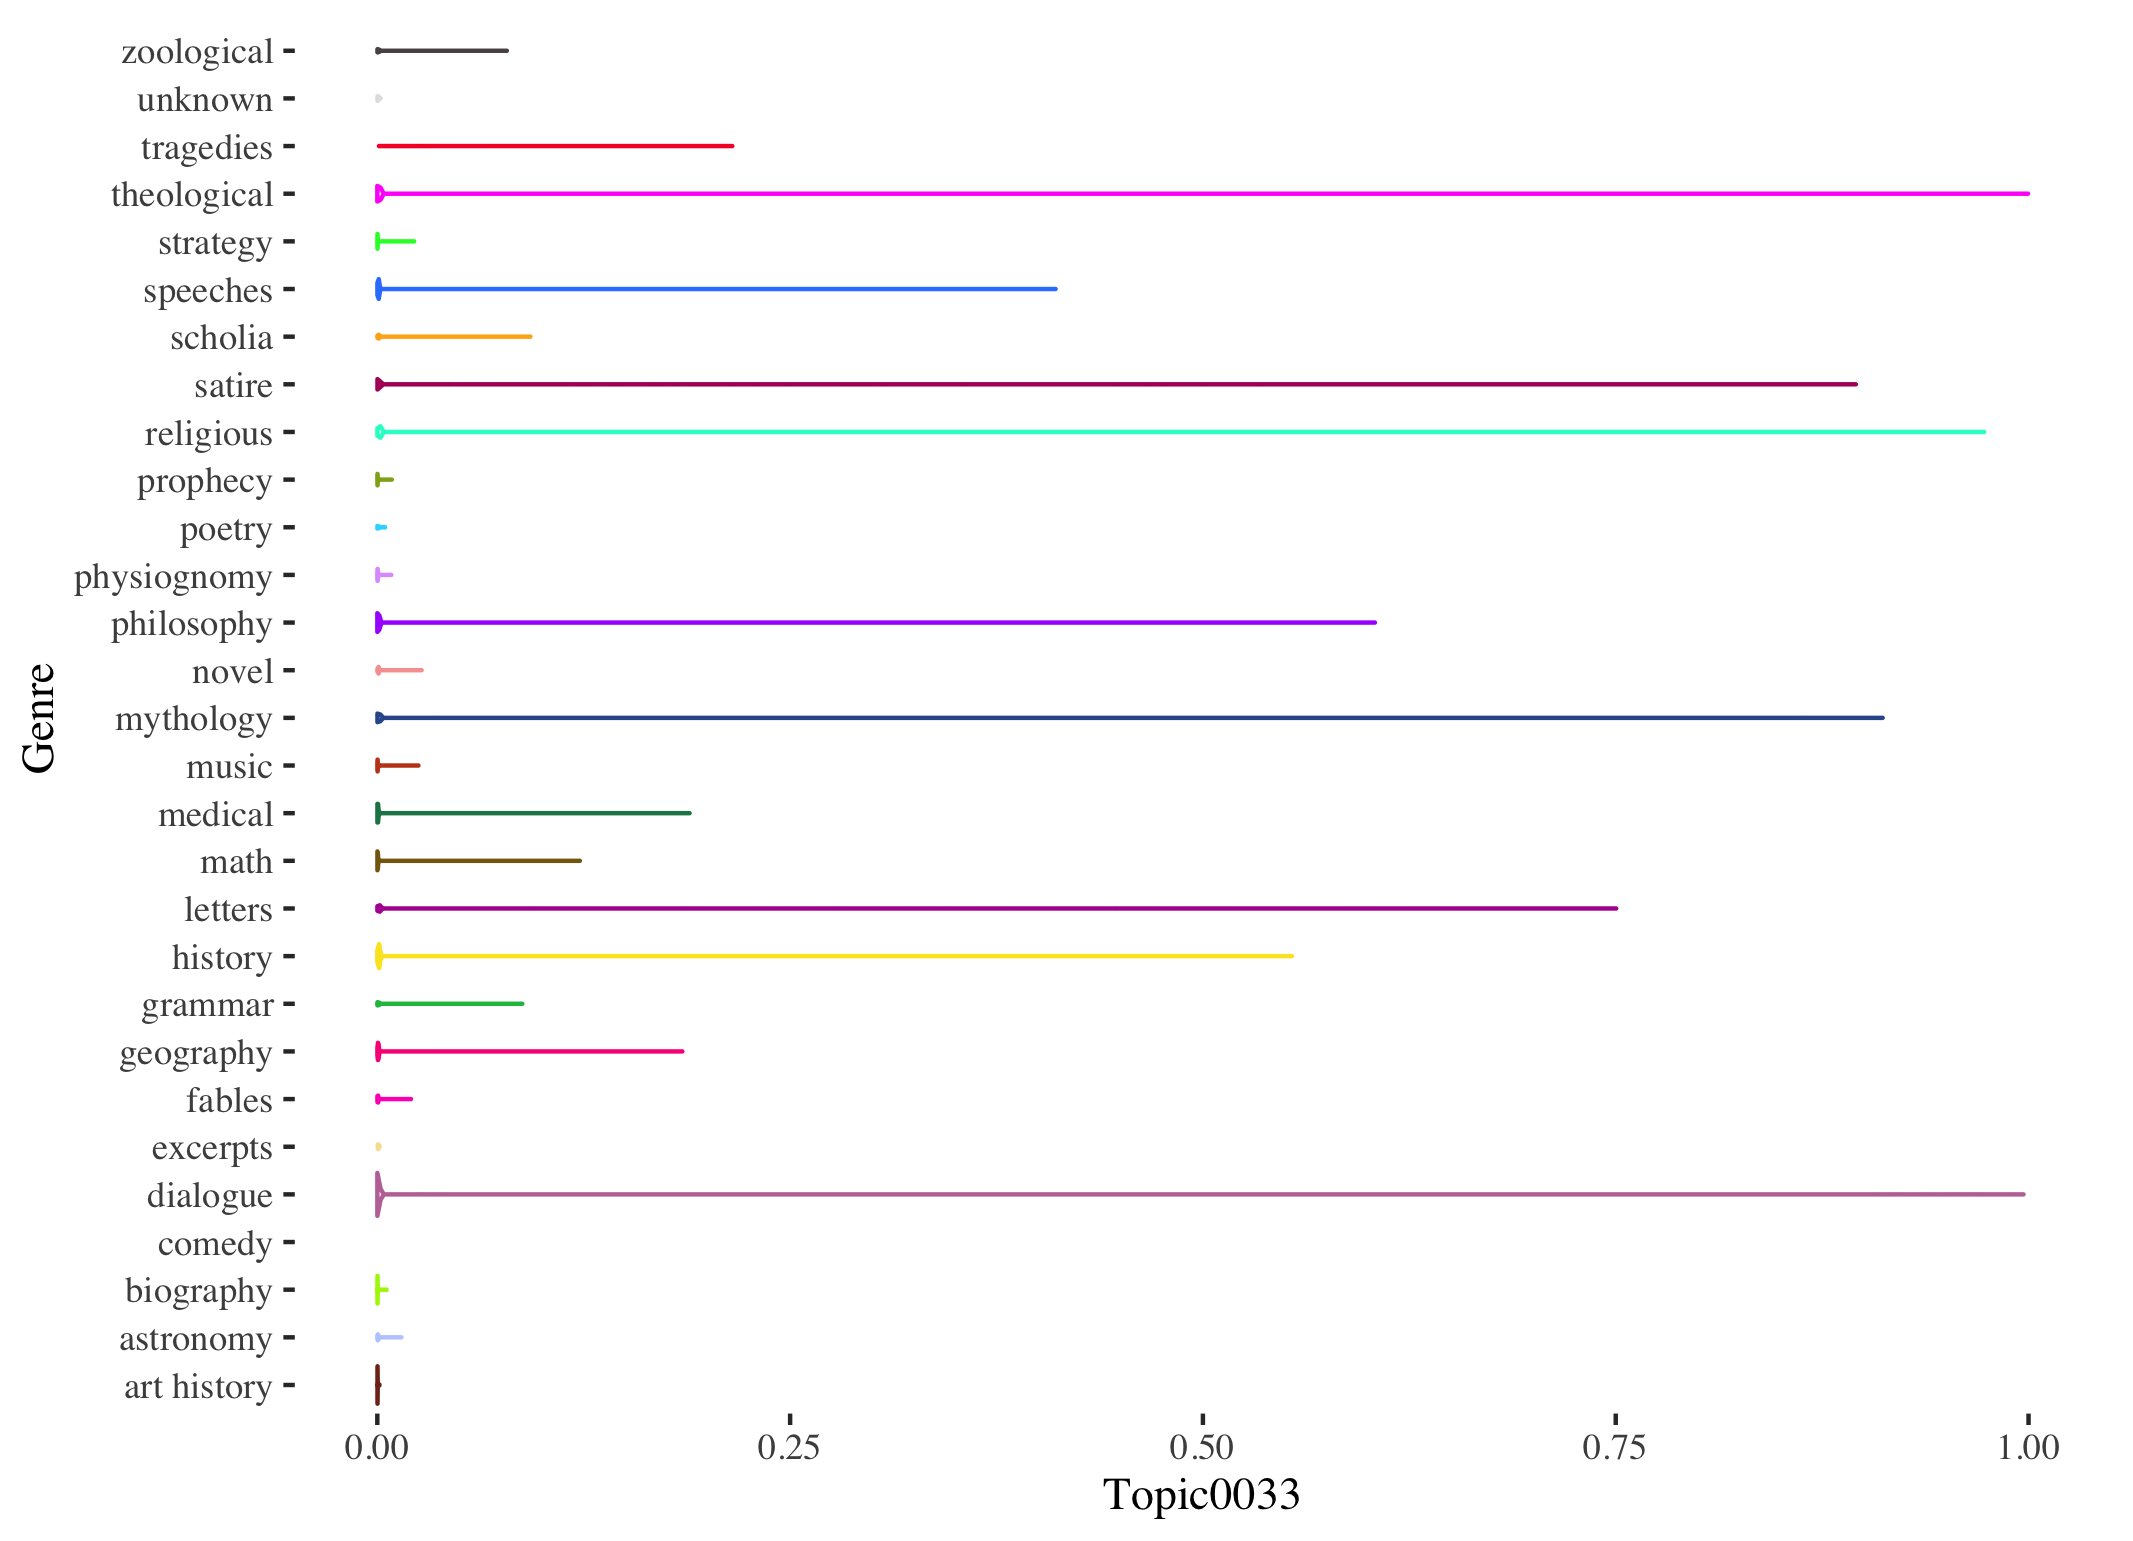 zoological
unknown
tragedies
theological
strategy
speeches
scholia
satire
religious
prophecy
poetry
physiognomy
philosophy
novel
mythology
music
medical
math
letters
history
grammar
geography
fables
excerpts
dialogue
comedy
biography
astronomy
art history
Genre
0.00 0.25 0.50 0.75 1.00
Topic0033